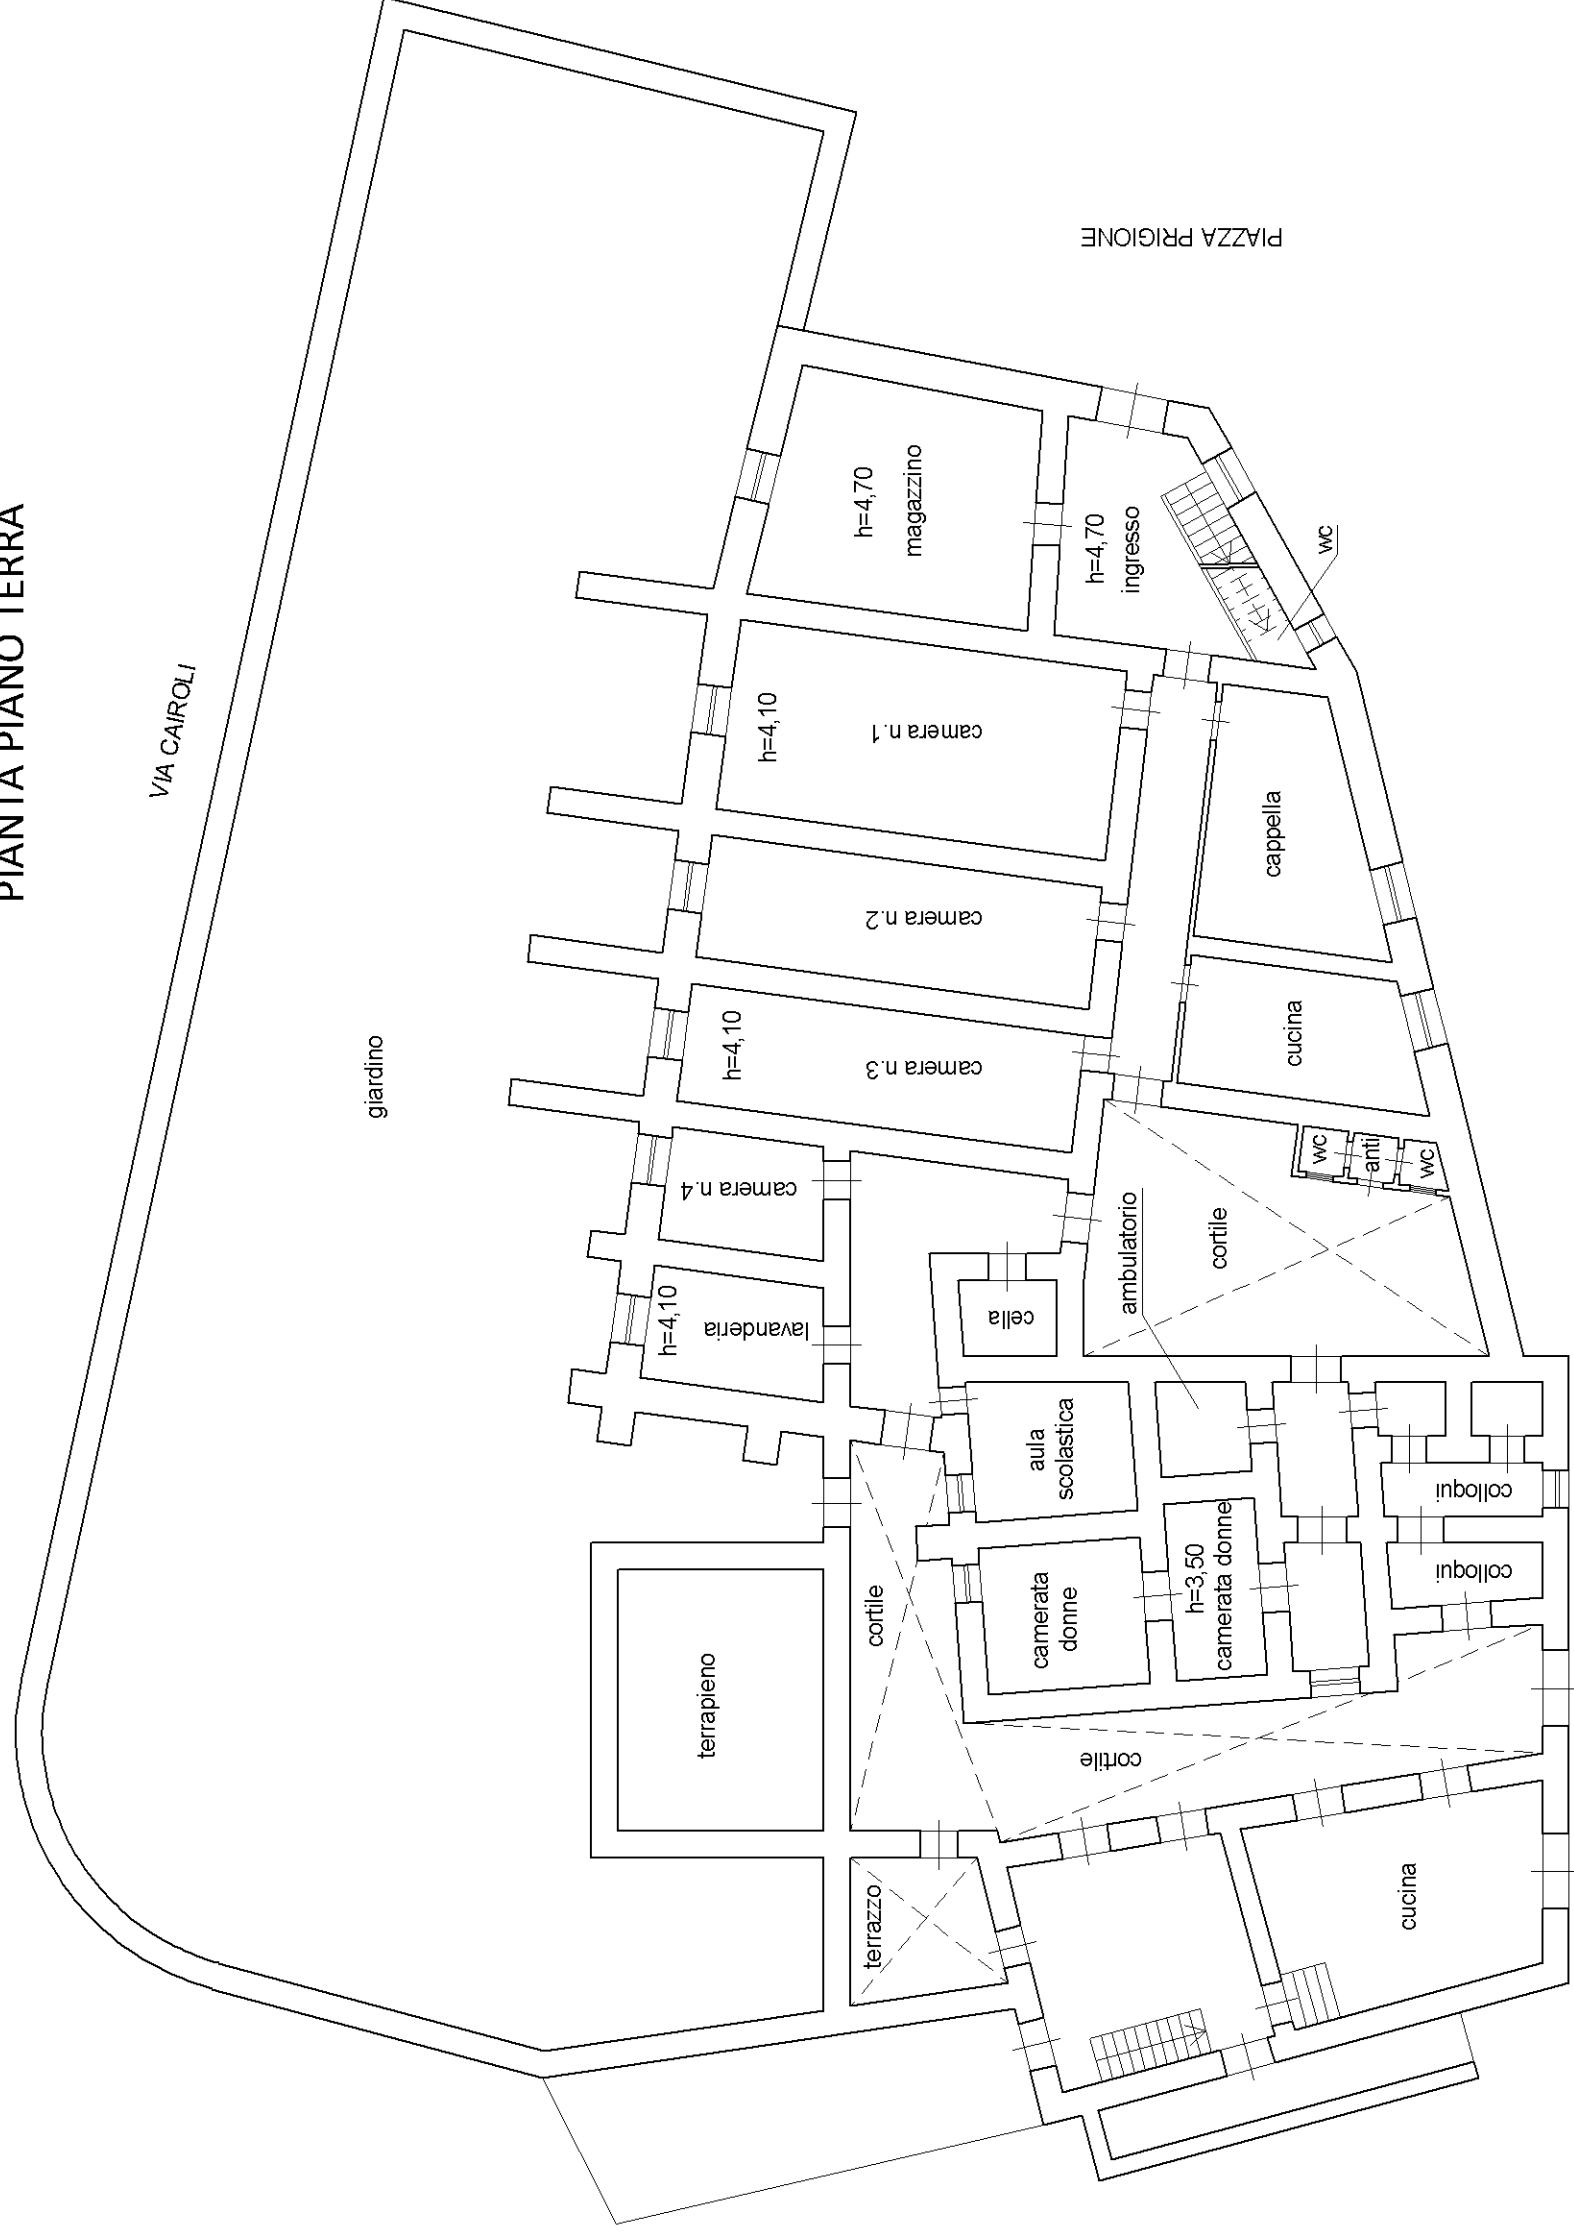 PIANTA PIANO TERRA
VIA CAIROLI
PIAZZA PRIGIONE
giardino
h=4,70
magazzino
h=4,70
ingresso
wc
h=4,10
camera n.1
cappella
camera n.2
h=4,10
camera n.3
cucina
camera n.4
wc
anti
wc
cortile
ambulatorio
h=4,10
lavanderia
cella
aula
scolastica
colloqui
colloqui
camerata
donne
h=3,50
camerata donne
cortile
terrapieno
cortile
terrazzo
cucina